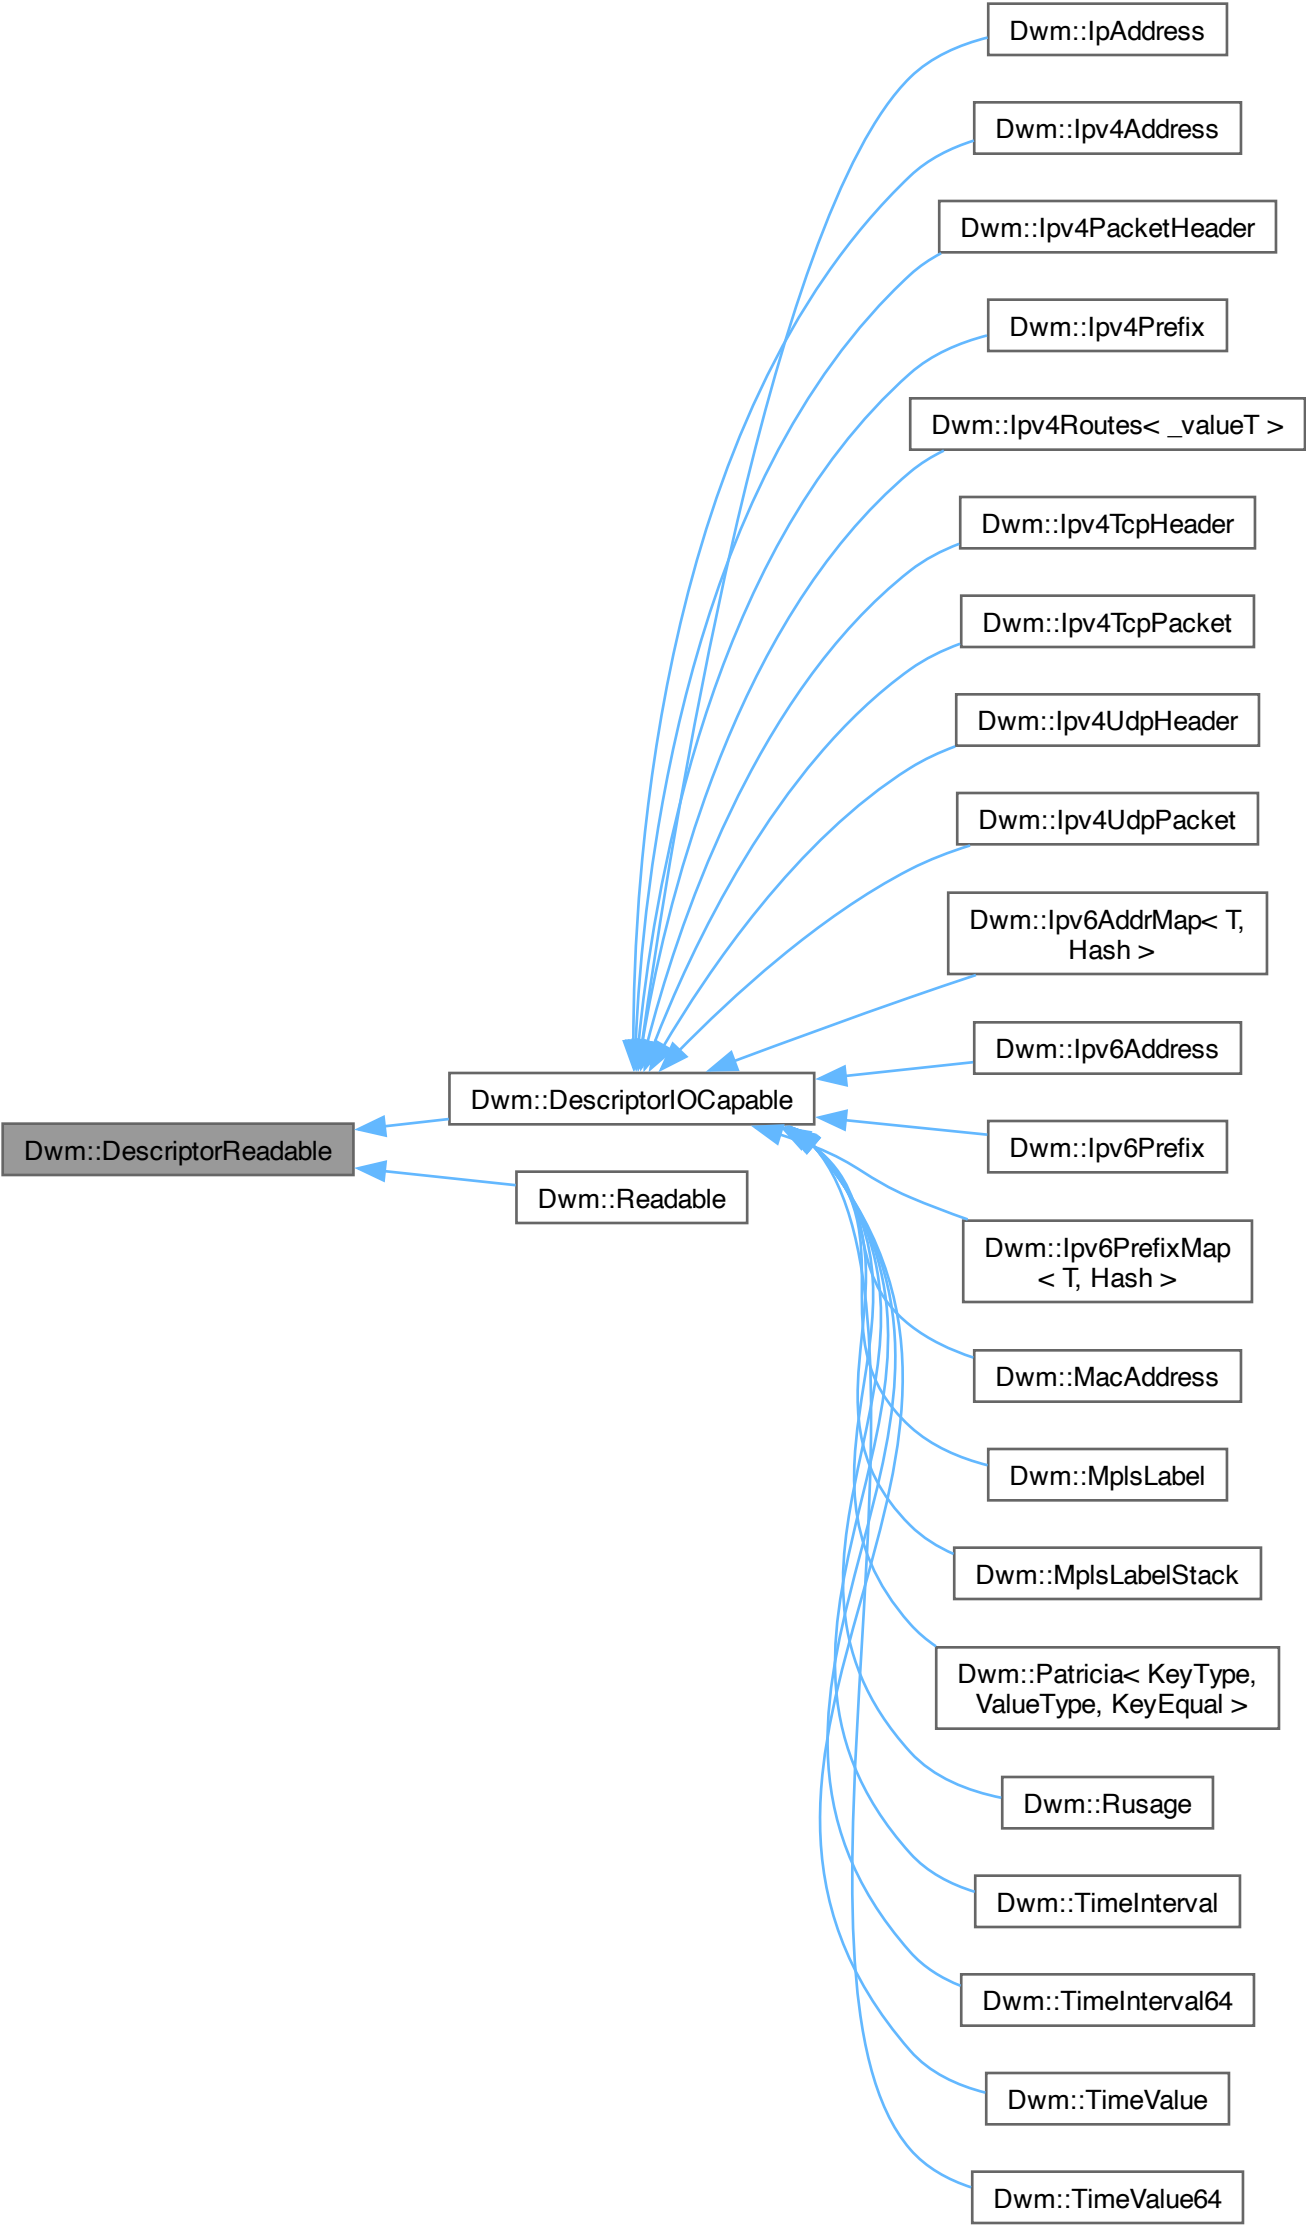 Dwm::IpAddress
Dwm::Ipv4Address
Dwm::Ipv4PacketHeader
Dwm::Ipv4Prefix
Dwm::Ipv4Routes< _valueT >
Dwm::Ipv4TcpHeader
Dwm::Ipv4TcpPacket
Dwm::Ipv4UdpHeader
Dwm::Ipv4UdpPacket
Dwm::Ipv6AddrMap< T,
Hash >
Dwm::Ipv6Address
Dwm::DescriptorIOCapable
Dwm::DescriptorReadable
Dwm::Ipv6Prefix
Dwm::Readable
Dwm::Ipv6PrefixMap
< T, Hash >
Dwm::MacAddress
Dwm::MplsLabel
Dwm::MplsLabelStack
Dwm::Patricia< KeyType,
ValueType, KeyEqual >
Dwm::Rusage
Dwm::TimeInterval
Dwm::TimeInterval64
Dwm::TimeValue
Dwm::TimeValue64